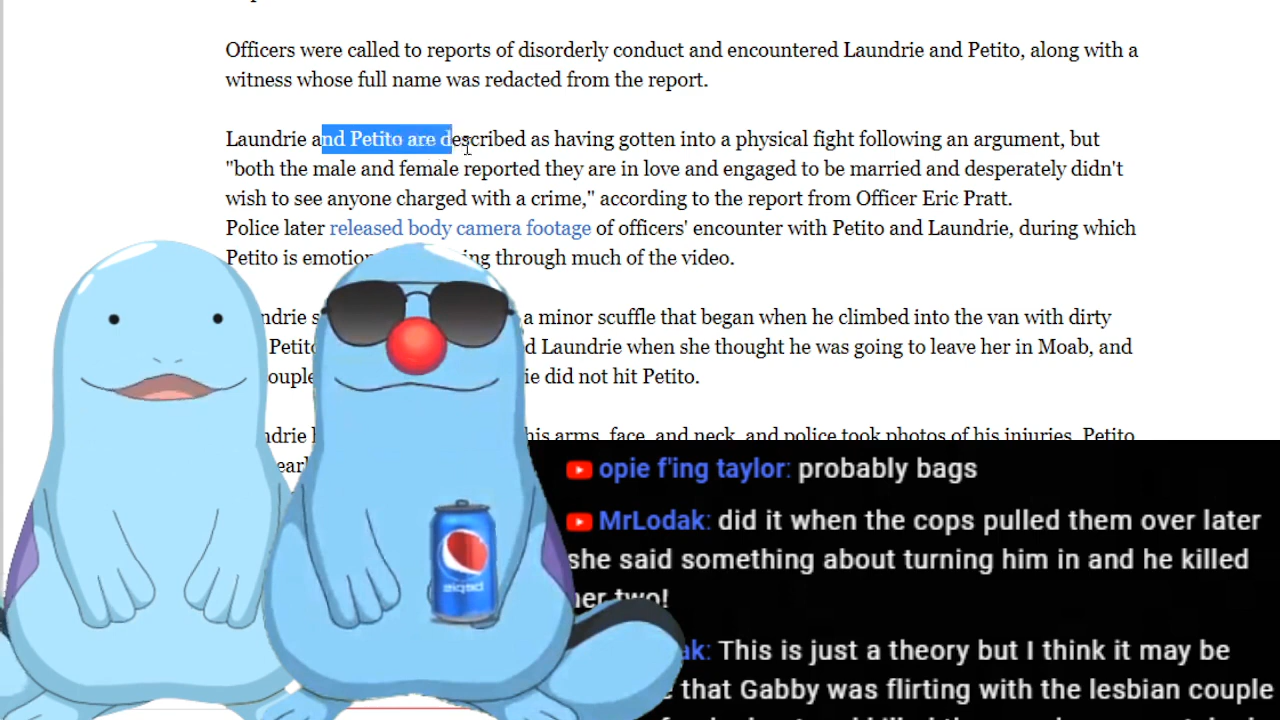 Officers were called to reports of disorderly conduct and encountered Laundrie and Petito, along with a
witness whose full name was redacted from the report.
Laundrie and Petito are described as having gotten into a physical fight following an argument, but
"both the male and female reported they are in love and engaged to be married and desperately didn't
wish to see anyone charged with a crime," according to the report from Officer Eric Pratt.
Police later released body camera footage of officers' encounter with Petito and Laundrie, during which
Petito is through much of the video.
a minor scuffle that began when he climbed into the van with dirty
Laundrie when she thought he was going to leave her in Moab, and
did not hit Petito.
his arms, face, and neck, and police took photos of his injuries. Petito
opie f'ing taylor: probably bags
MrLodak: did it when the cops pulled them over later
she said something about turning him in and he killed
her two!
This is just a theory but I think it may be
that Gabby was flirting with the lesbian couple
pepsi